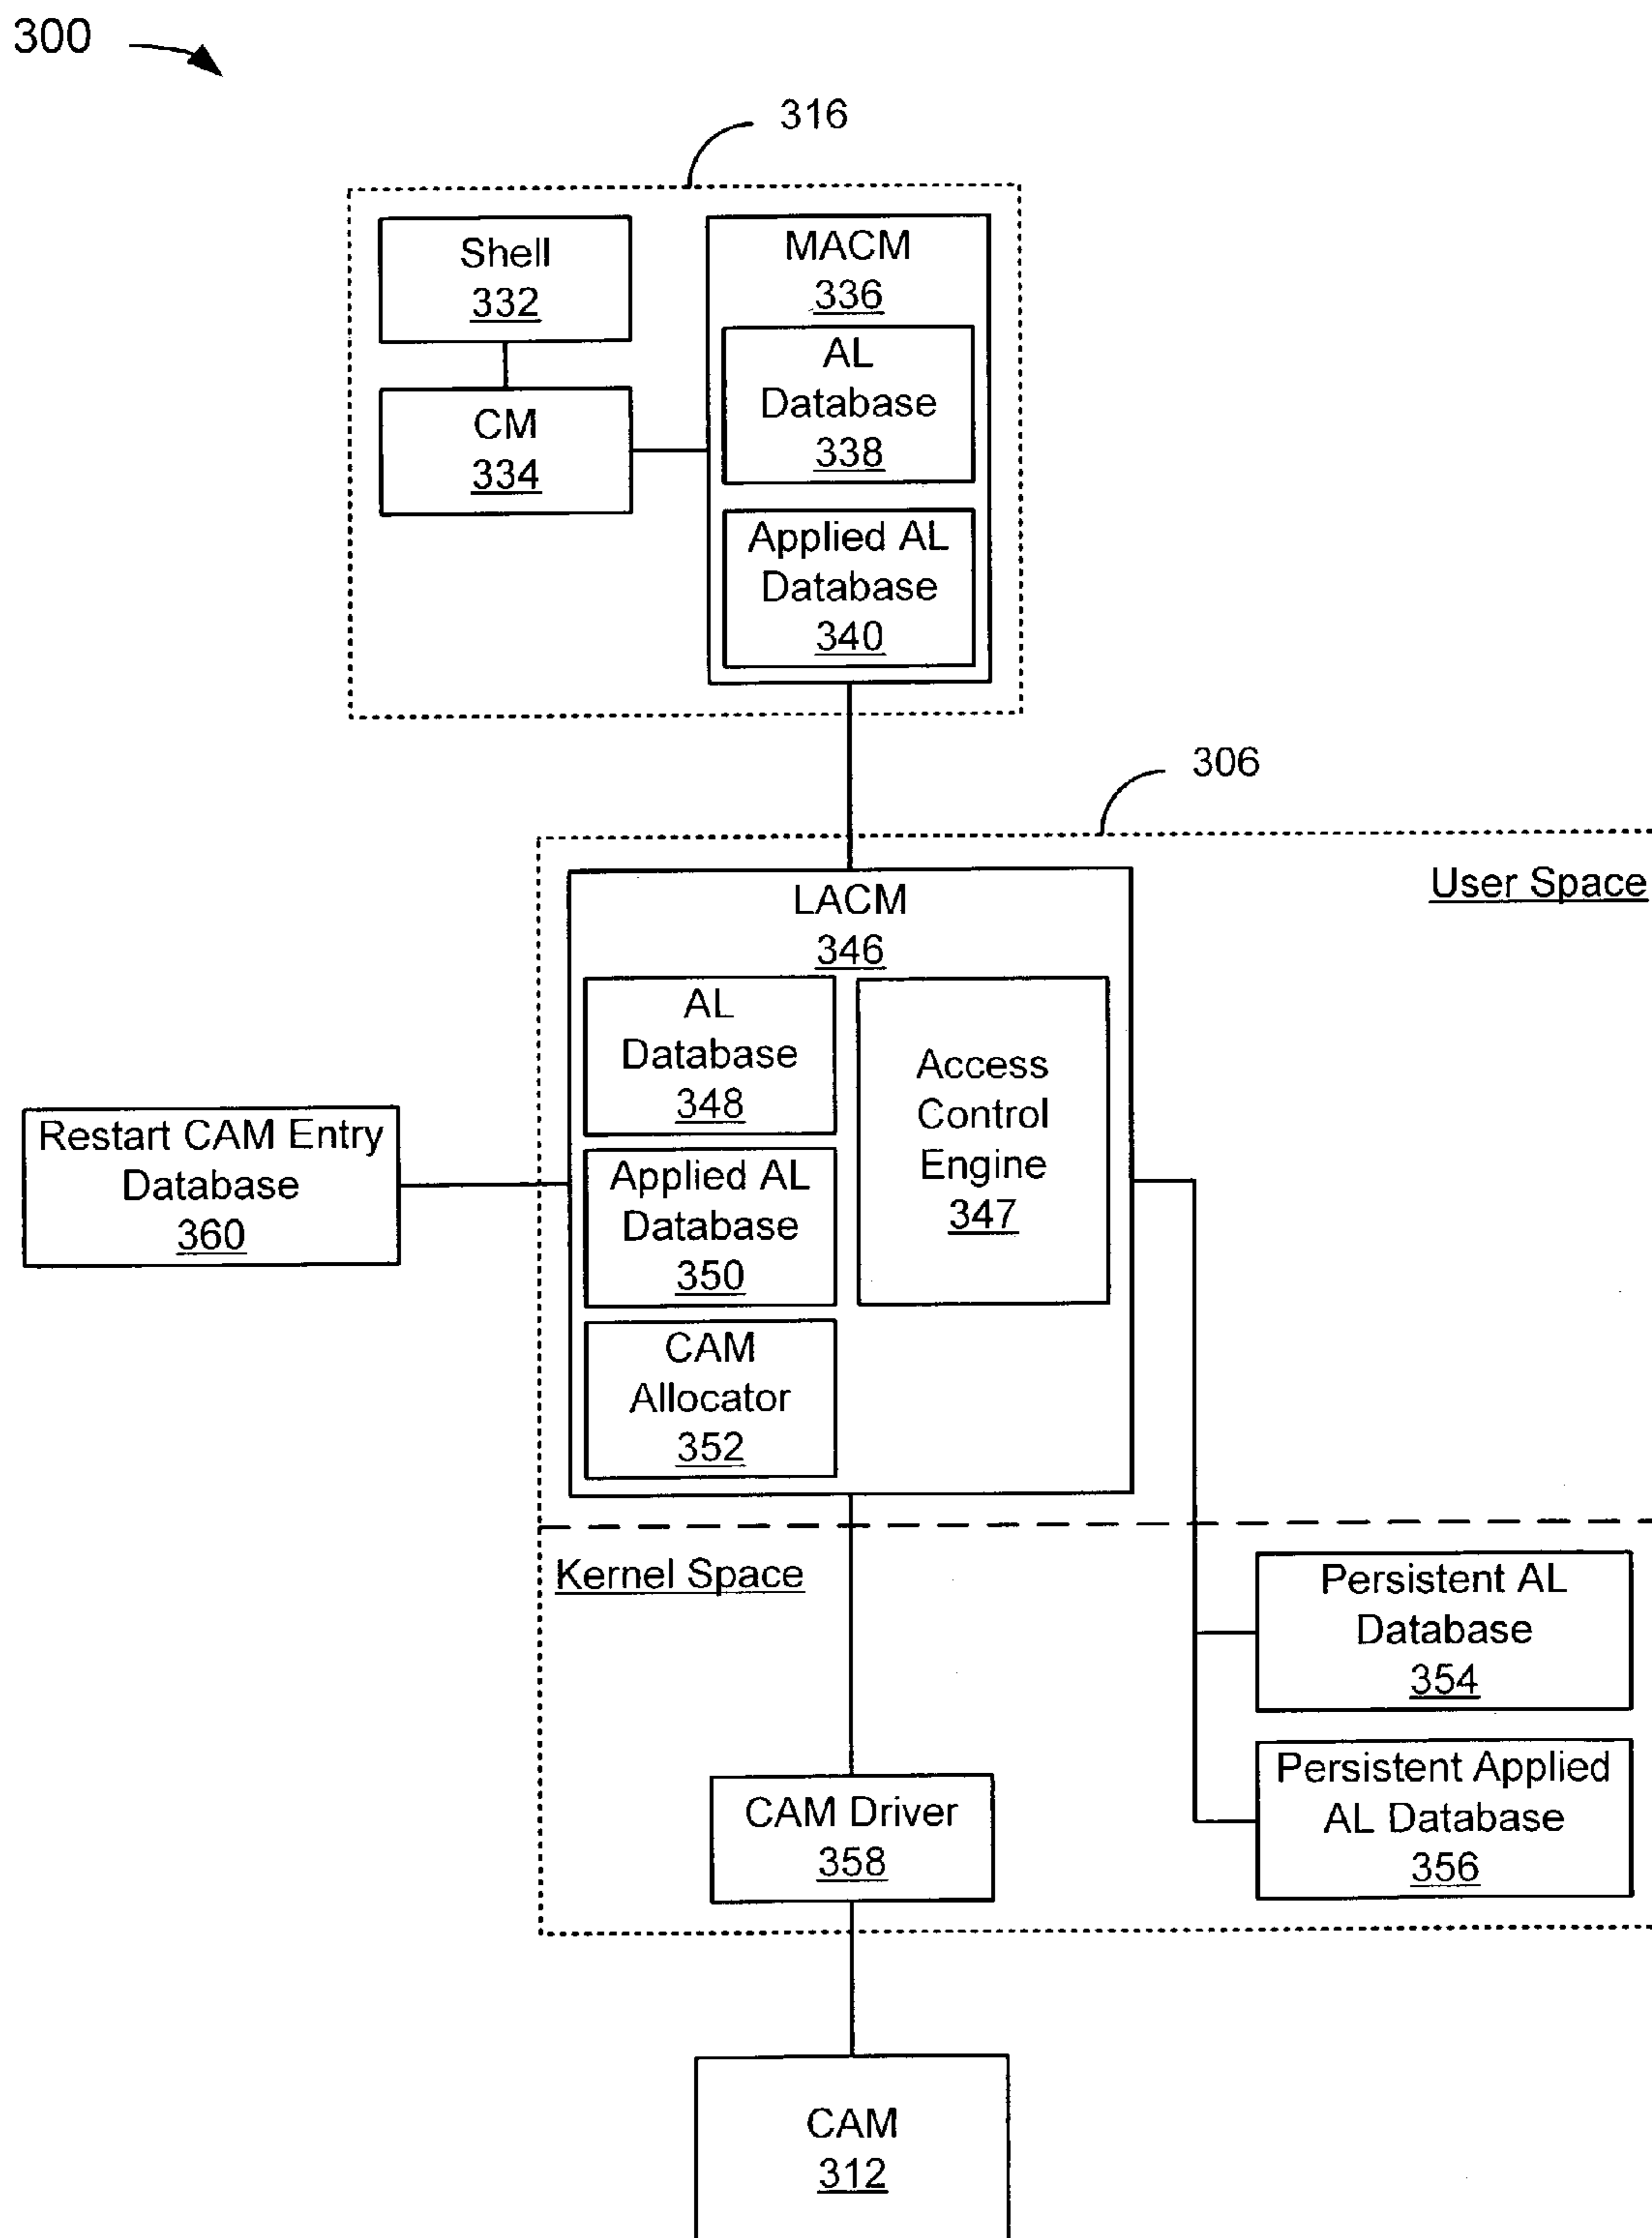 300
316
Shell
332
CM
334
MACM
336
AL
Database
338
Applied AL
Database
340
306
User Space
LACM
346
AL
Database
348
Applied AL
Database
350
CAM
Allocator
352
Access
Control
Engine
347
Restart CAM Entry
Database
360
Kernel Space
Persistent AL
Database
354
Persistent Applied
AL Database
356
CAM Driver
358
CAM
312